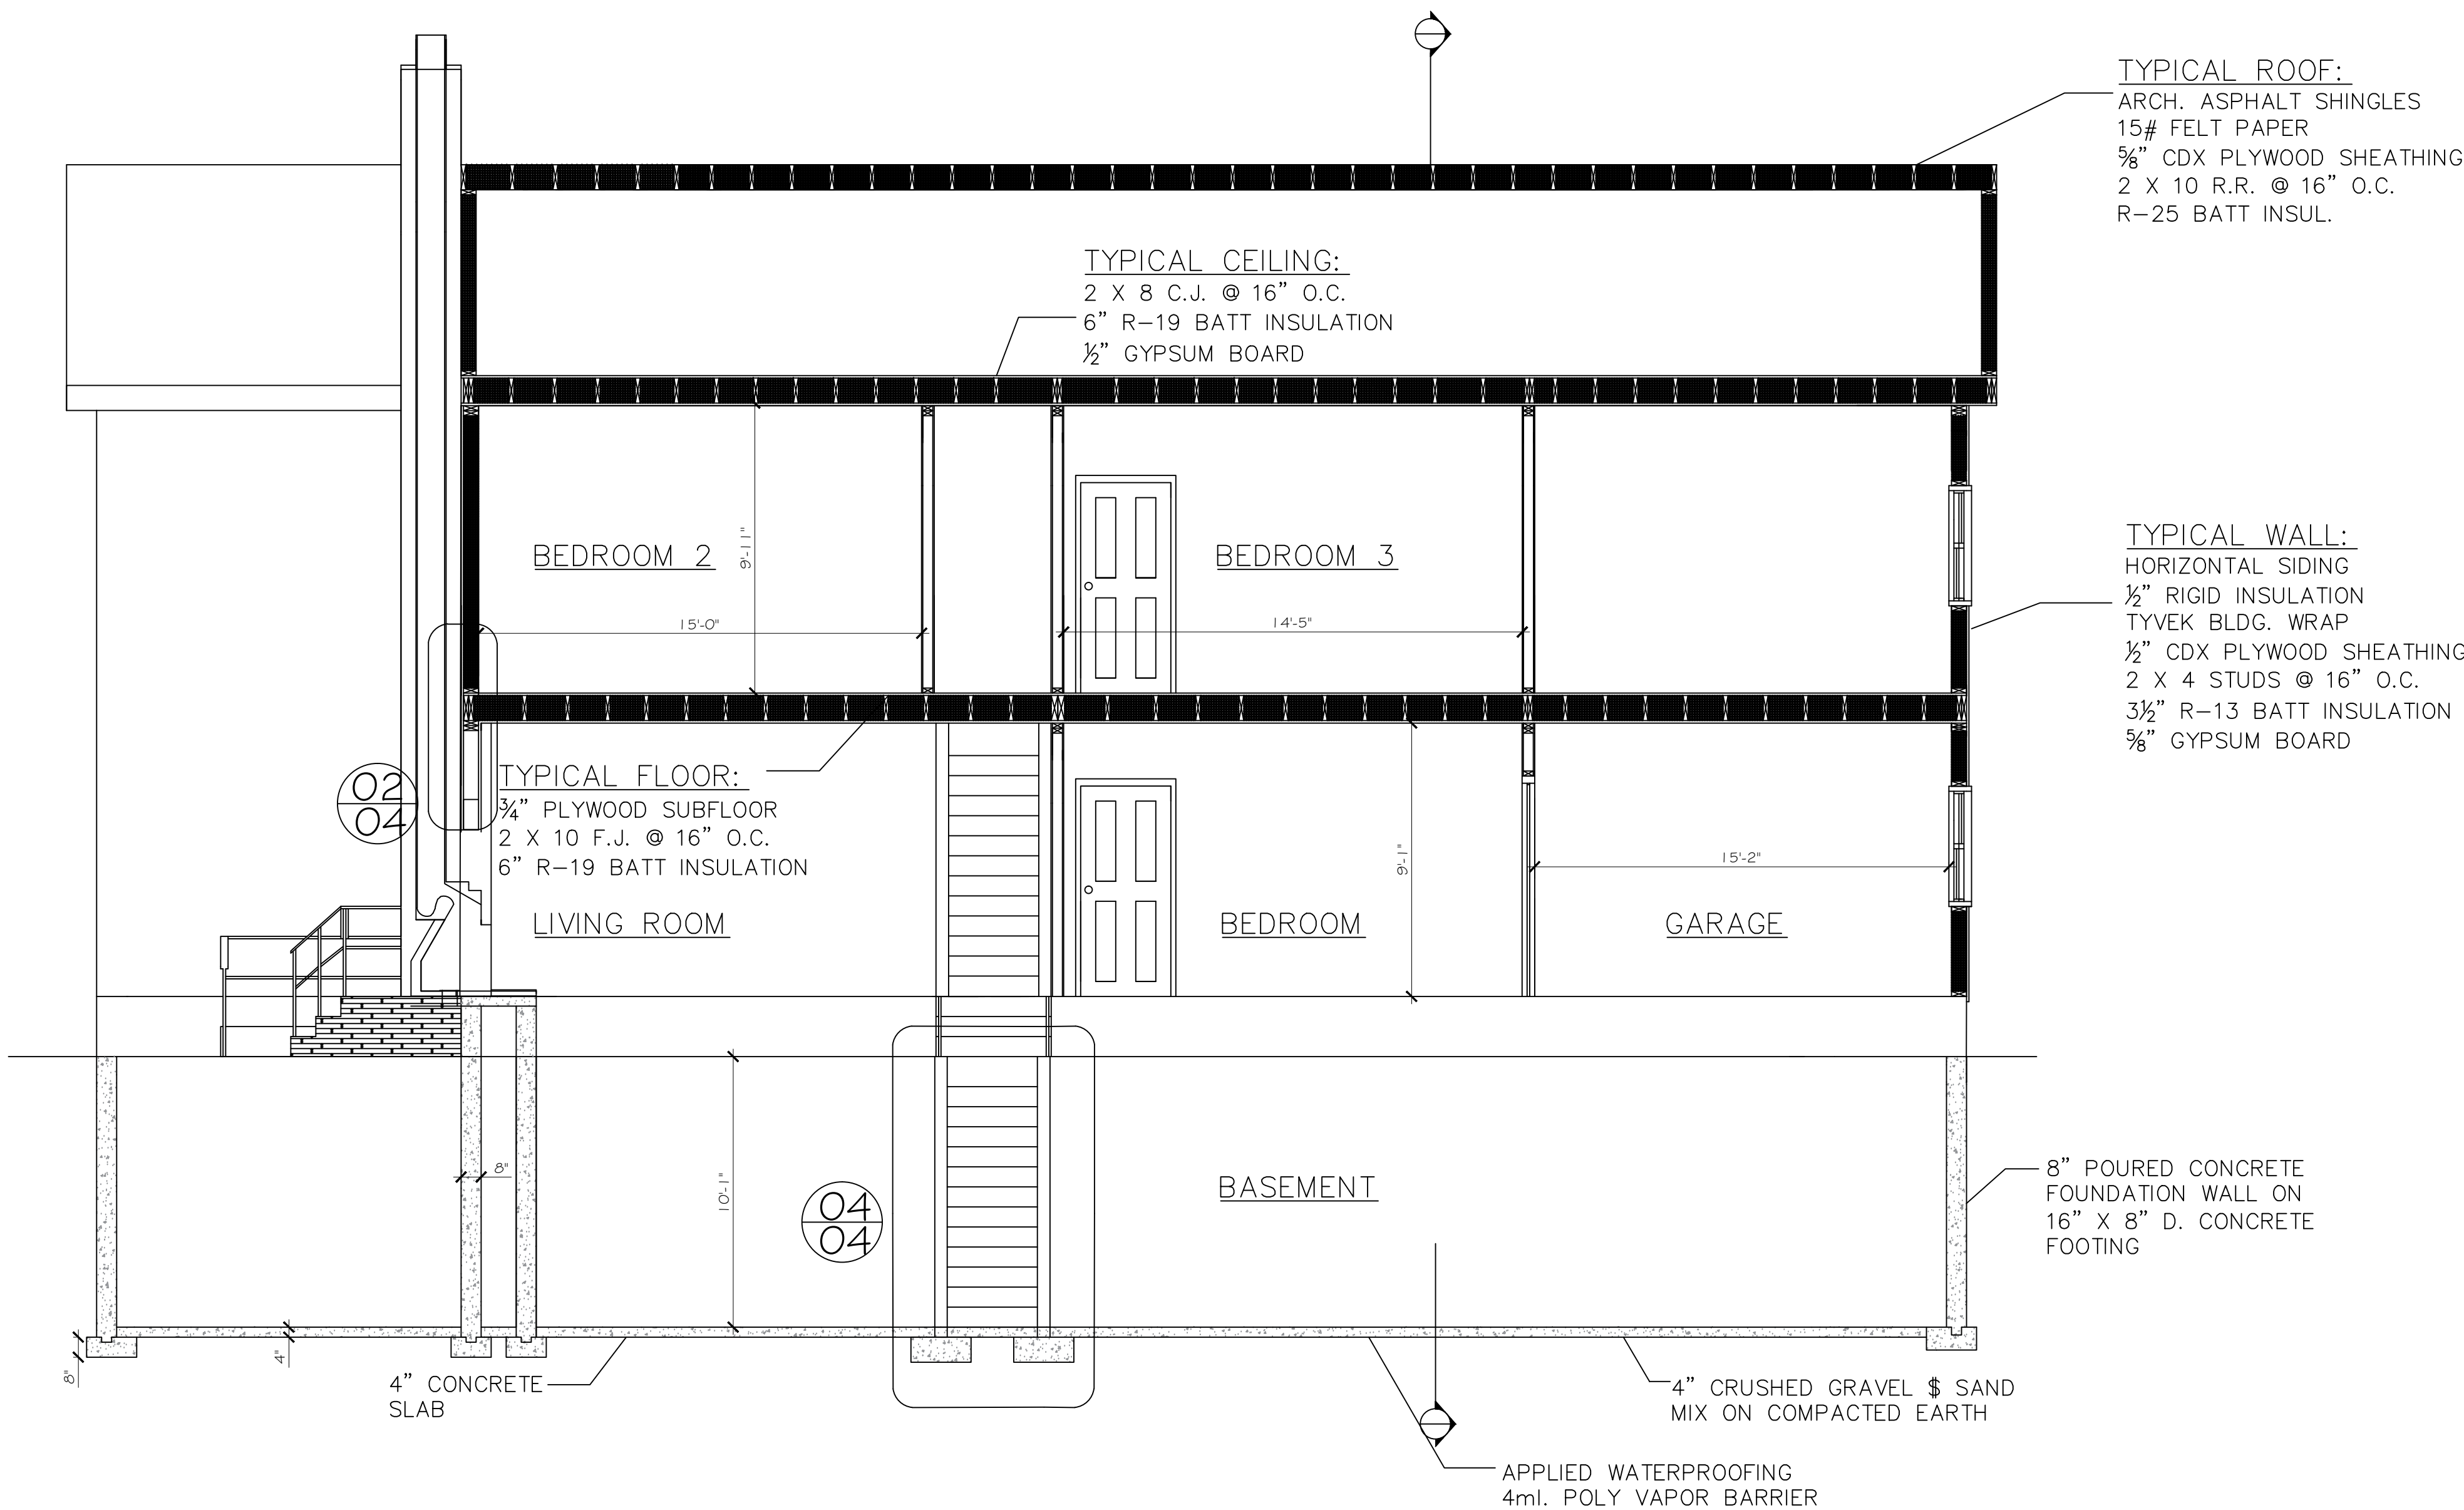 TYPICAL ROOF:
ARCH. ASPHALT SHINGLES
15# FELT PAPER
⅝” CDX PLYWOOD SHEATHING
2 X 10 R.R. @ 16” O.C.
R–25 BATT INSUL.
TYPICAL CEILING:
2 X 8 C.J. @ 16” O.C.
6” R–19 BATT INSULATION
½” GYPSUM BOARD
BEDROOM 2
9'-11"
15'-0"
BEDROOM 3
14'-5"
TYPICAL WALL:
HORIZONTAL SIDING
½” RIGID INSULATION
TYVEK BLDG. WRAP
½” CDX PLYWOOD SHEATHING
2 X 4 STUDS @ 16” O.C.
3½” R–13 BATT INSULATION
⅝” GYPSUM BOARD
02
04
TYPICAL FLOOR:
¾” PLYWOOD SUBFLOOR
2 X 10 F.J. @ 16” O.C.
6” R–19 BATT INSULATION
LIVING ROOM
BEDROOM
9'-1"
15'-2"
GARAGE
8"
10'-1"
04
04
BASEMENT
8” POURED CONCRETE
FOUNDATION WALL ON
16” X 8” D. CONCRETE
FOOTING
8"
4"
4” CONCRETE
SLAB
4” CRUSHED GRAVEL $ SAND
MIX ON COMPACTED EARTH
APPLIED WATERPROOFING
4ml. POLY VAPOR BARRIER